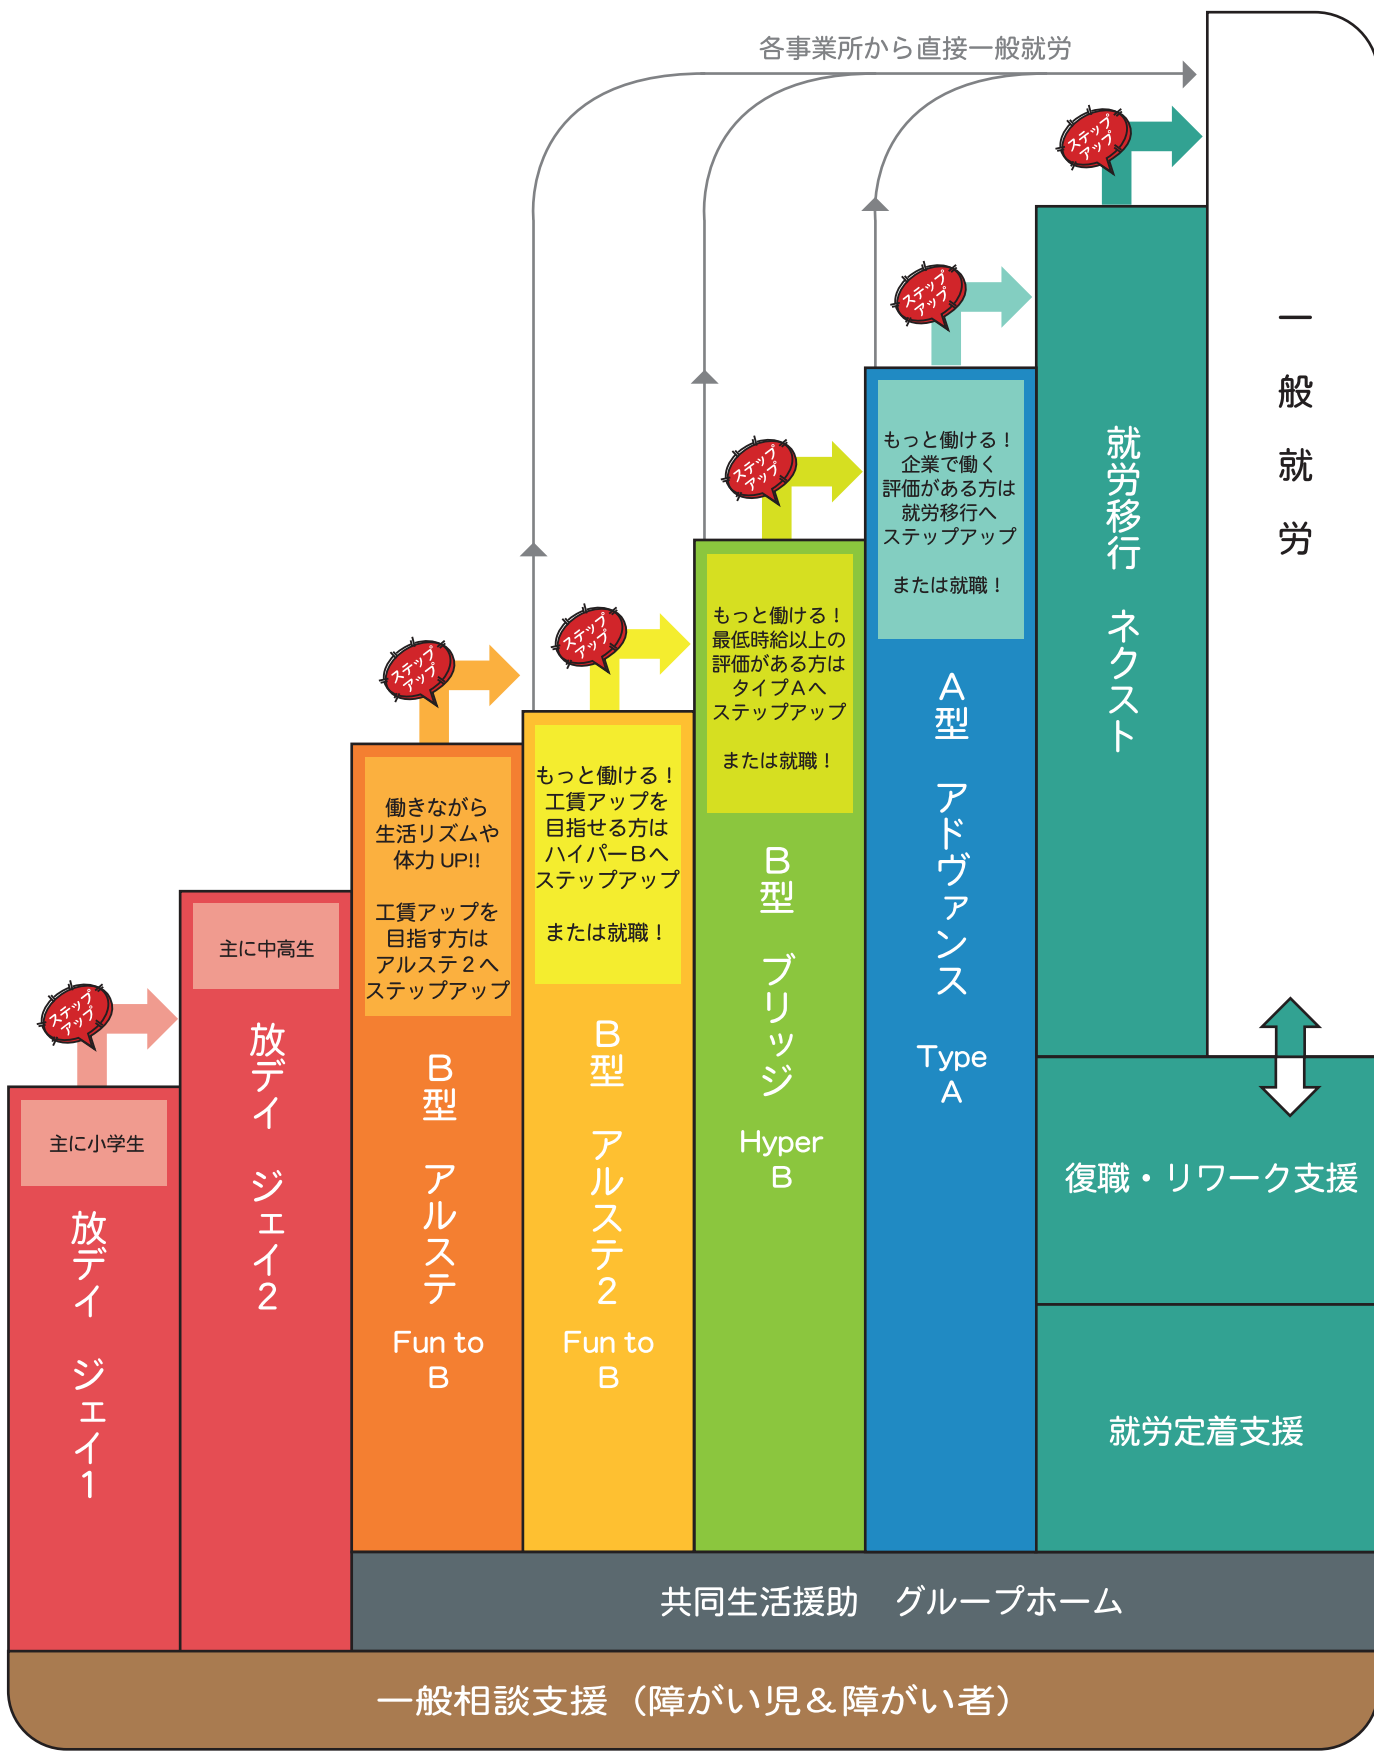 各事業所から直接一般就労
ステップ
アップ
主に小学生
放デイ ジェイ1
ステップ
アップ
主に中高生
放デイ ジェイ2
ステップ
アップ
働きながら
生活リズムや
体力UP!!
工賃アップを
目指す方は
アルステ2へ
ステップアップ
B型 アルステ
Fun to
B
ステップ
アップ
もっと働ける!
工賃アップを
目指せる方は
ハイパーBへ
ステップアップ
または就職!
B型 アルステ2
Fun to
B
ステップ
アップ
もっと働ける!
最低時給以上の
評価がある方は
タイプAへ
ステップアップ
または就職!
B型 ブリッジ
Hyper
B
ステップ
アップ
もっと働ける!
企業で働く
評価がある方は
就労移行へ
ステップアップ
または就職!
A型 アドヴァンス
Type
A
ステップ
アップ
就労移行 ネクスト
一般就労
復職・リワーク支援
就労定着支援
共同生活援助 グループホーム
一般相談支援(障がい児&障がい者)